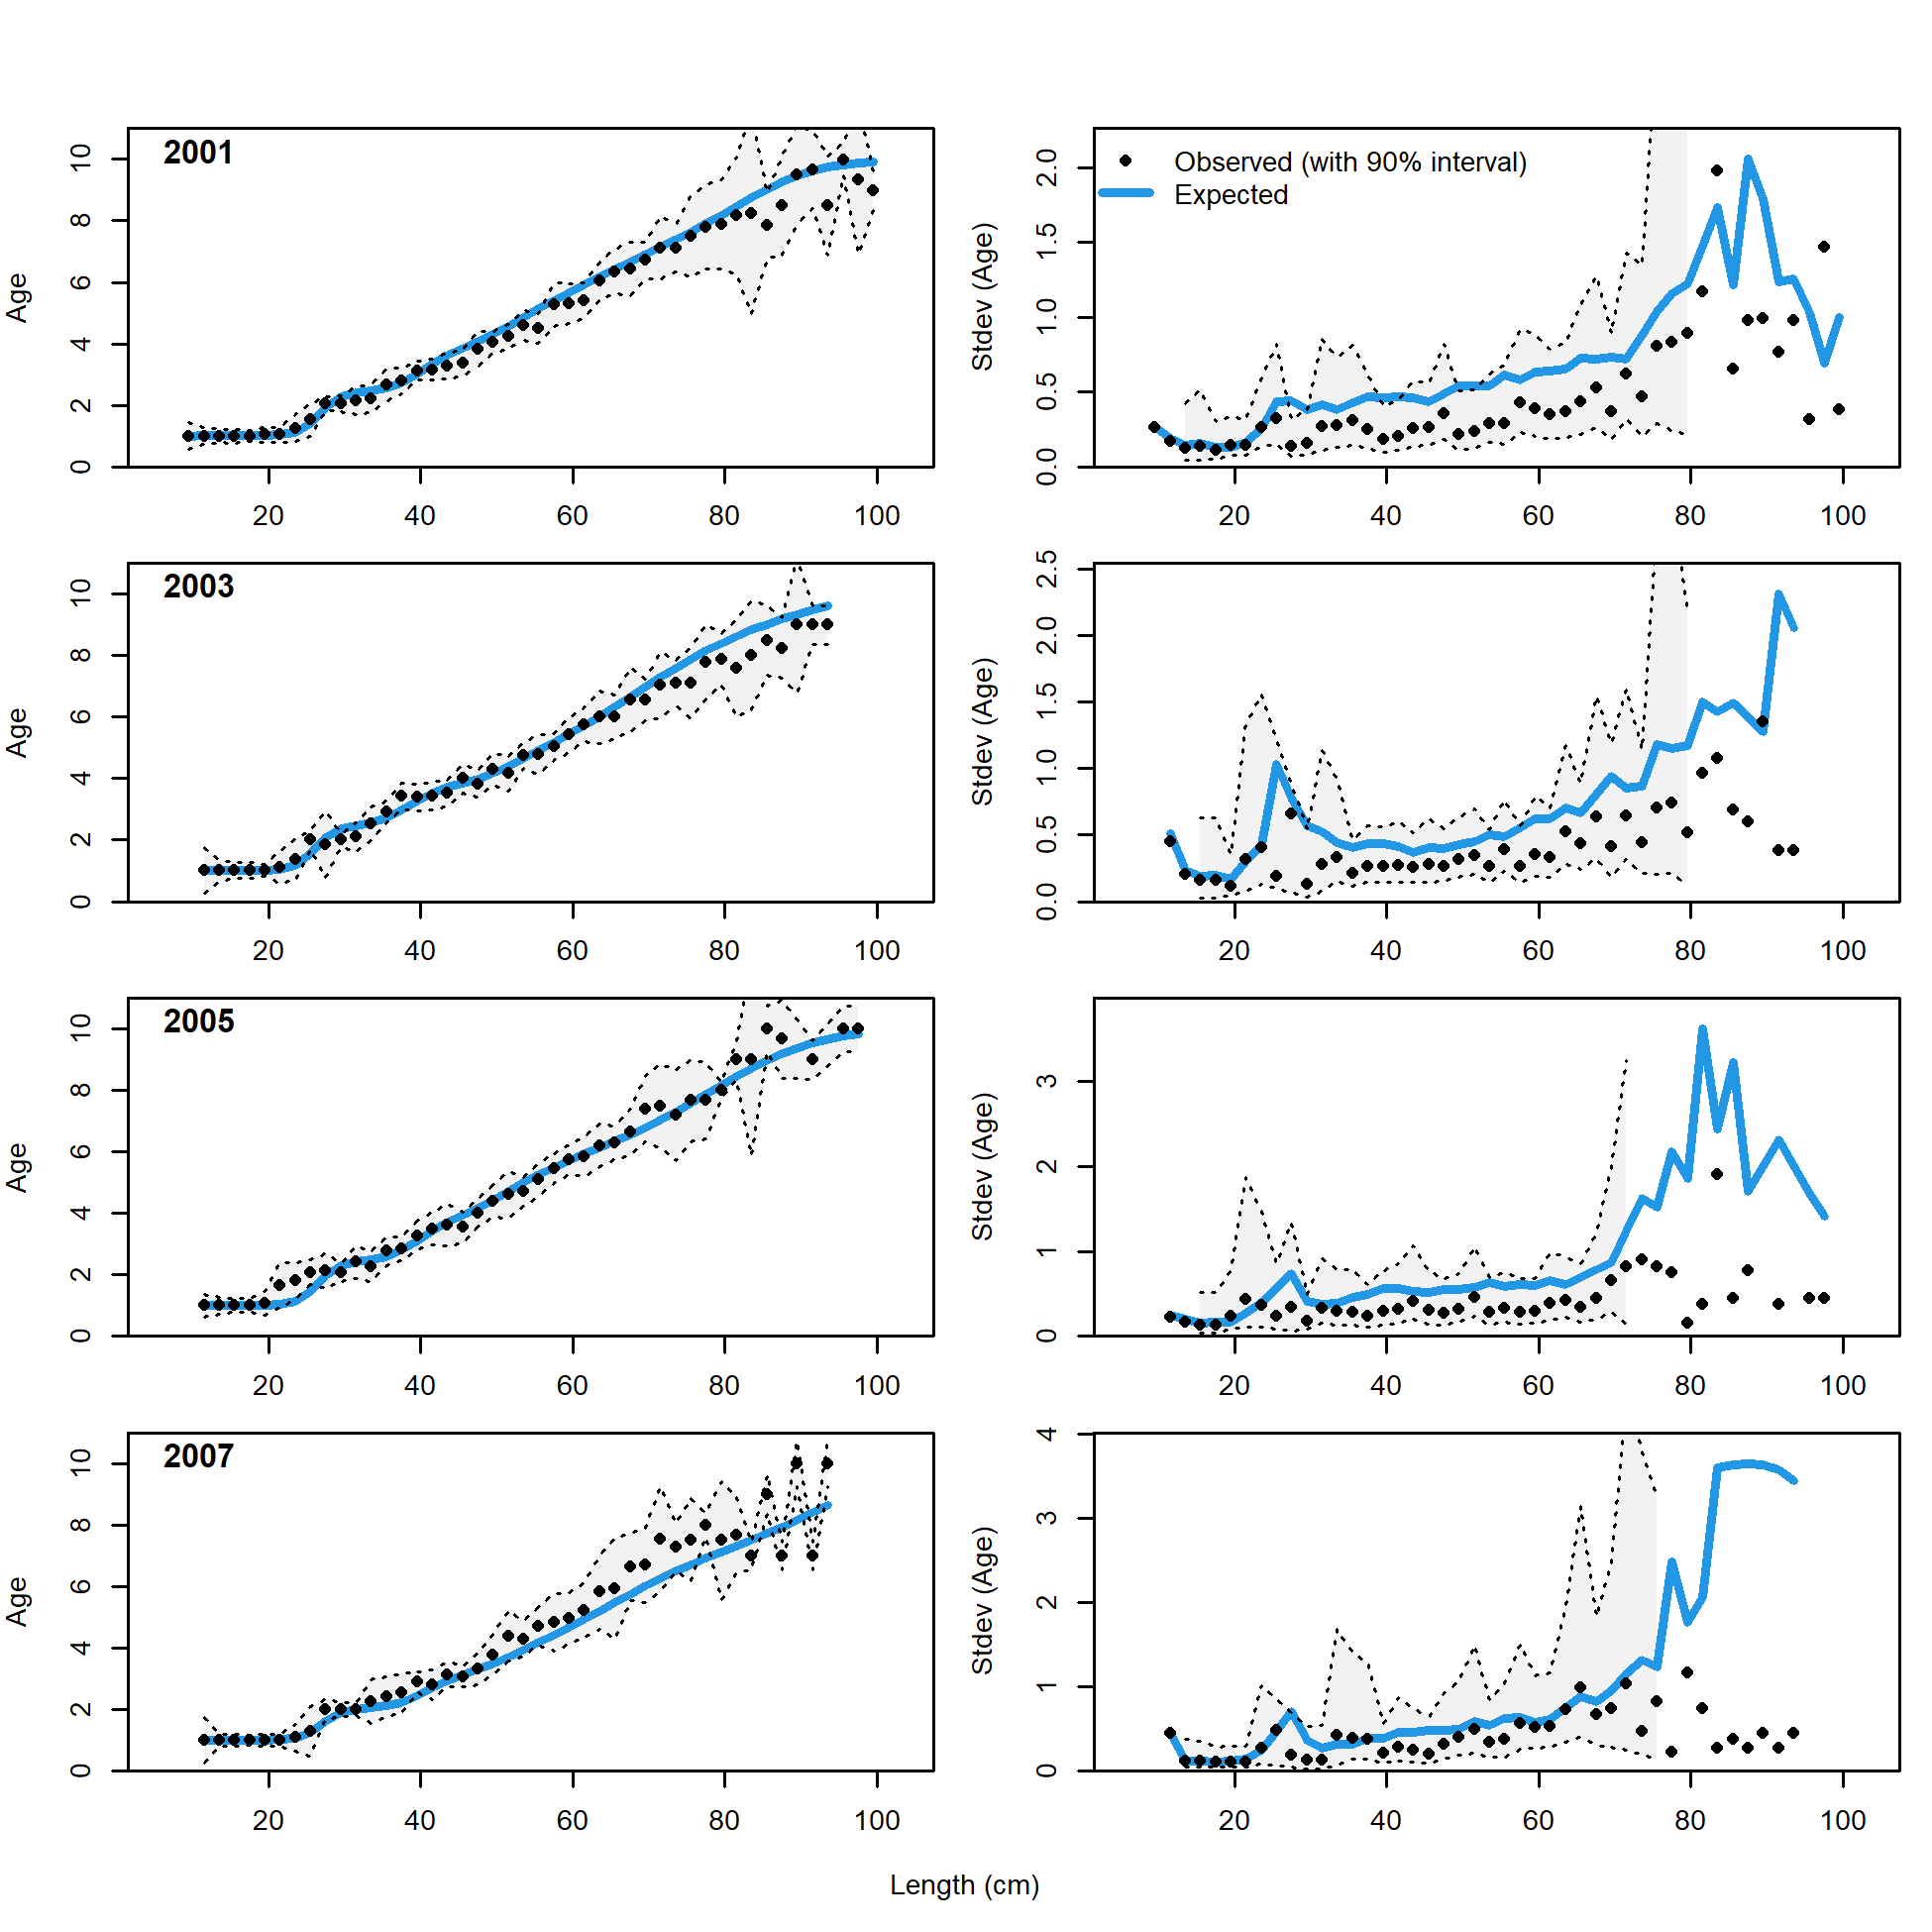 2001
Age
0 2 4 6 8 10
20 40 60 80 100
Observed (with 90% interval)
Expected
Stdev (Age)
0.0 0.5 1.0 1.5 2.0
20 40 60 80 100
2003
Age
0 2 4 6 8 10
20 40 60 80 100
Stdev (Age)
0.0 0.5 1.0 1.5 2.0 2.5
20 40 60 80 100
2005
Age
0 2 4 6 8 10
20 40 60 80 100
Stdev (Age)
0 1 2 3
20 40 60 80 100
2007
Age
0 2 4 6 8 10
20 40 60 80 100
Stdev (Age)
0 1 2 3 4
20 40 60 80 100
Length (cm)